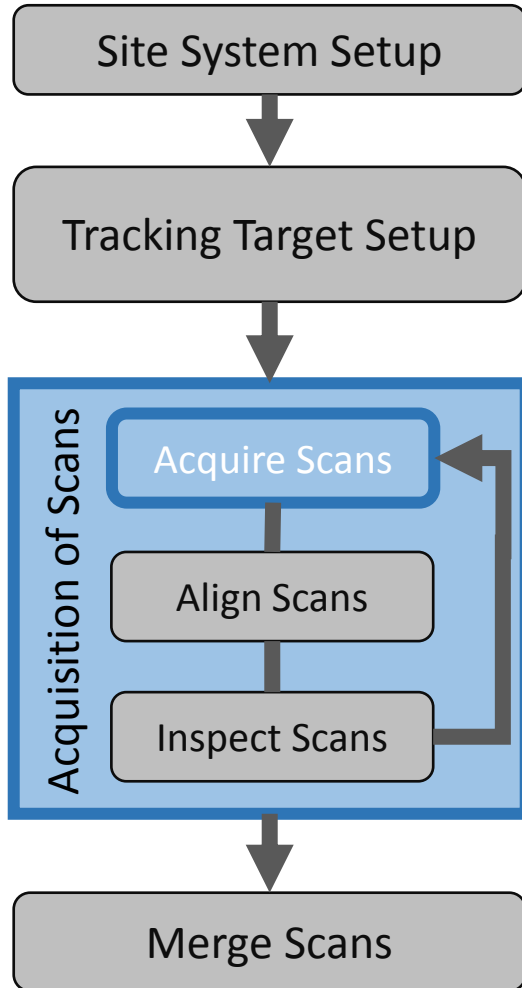 Site System Setup
Tracking Target Setup
Acquisition of Scans
Acquire Scans
Align Scans
Inspect Scans
Merge Scans